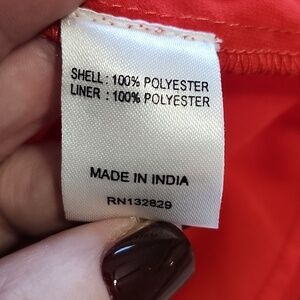 SHELL : 100% POLYESTER
LINER : 100% POLYESTER
MADE IN INDIA
RN132829